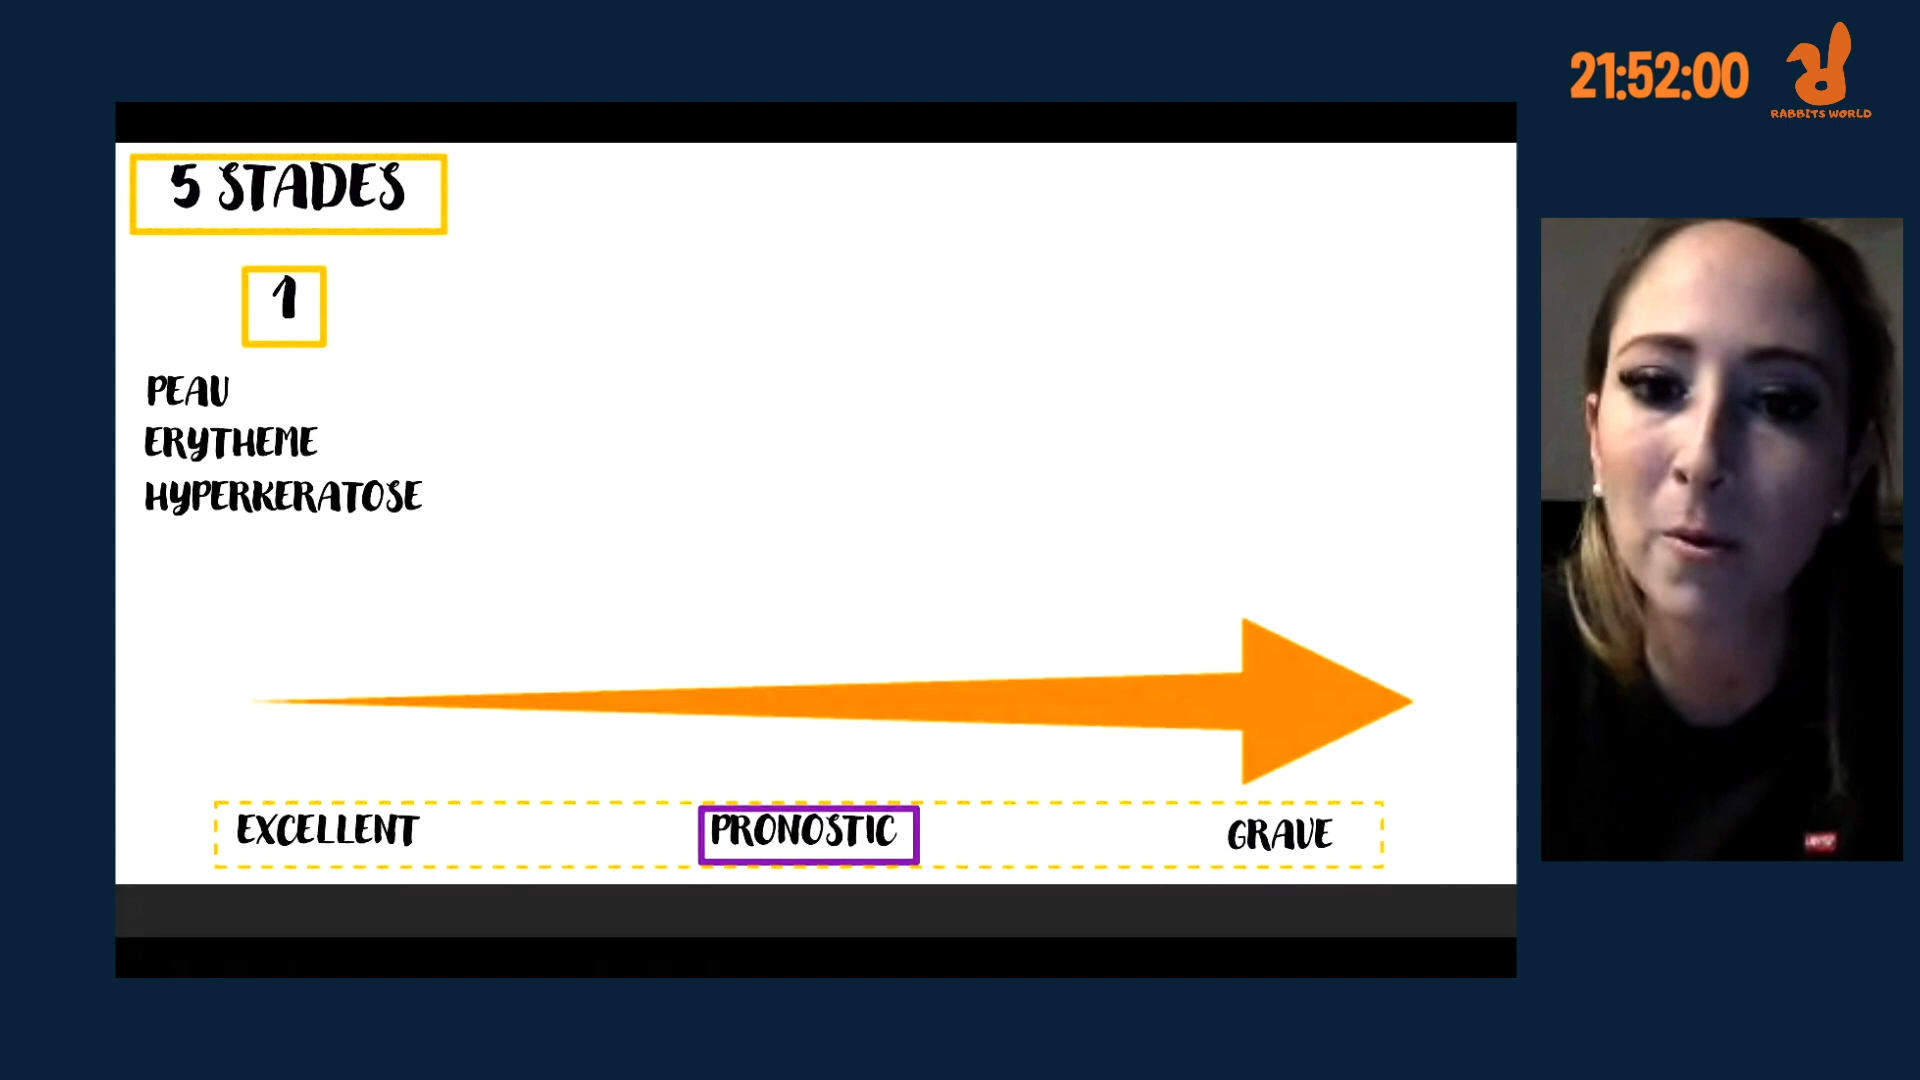 21:52:00
RABBITS WORLD
5 STADES
1
PEAU
ERYTHEME
HYPERKERATOSE
EXCELLENT
PRONOSTIC
GRAVE